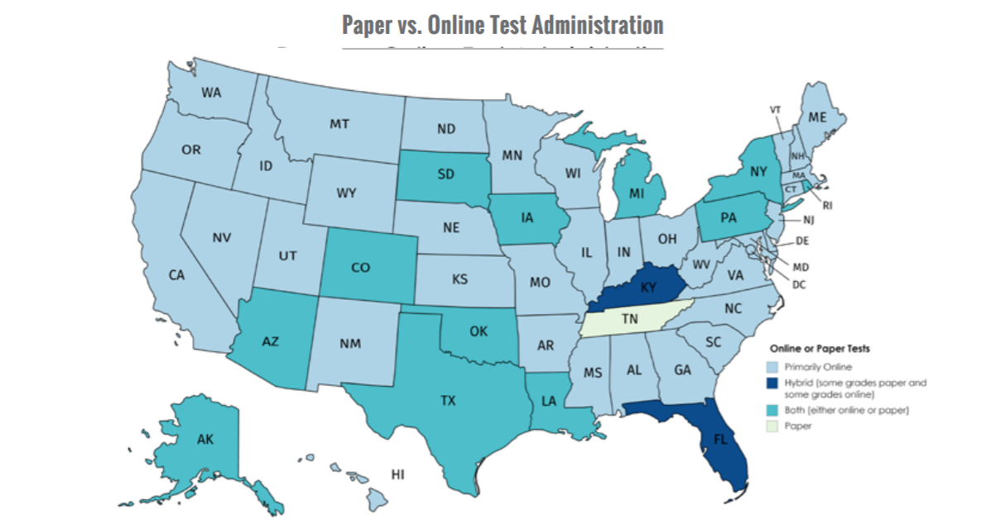 Paper vs. Online Test Administration
WA
MT
ND
MN
ME
VT
OR
ID
SD
WI
NH
WY
MI
NY
MA
CT
RI
NE
IA
PA
NJ
NV
UT
CO
IL
IN
OH
DE
CA
KS
MO
WV
VA
MD
DC
KY
NC
AZ
NM
OK
AR
TN
SC
MS
AL
GA
TX
LA
AK
HI
FL
Online or Paper Tests
Primarily Online
Hybrid (some grades paper and
some grades online)
Both (either online or paper)
Paper